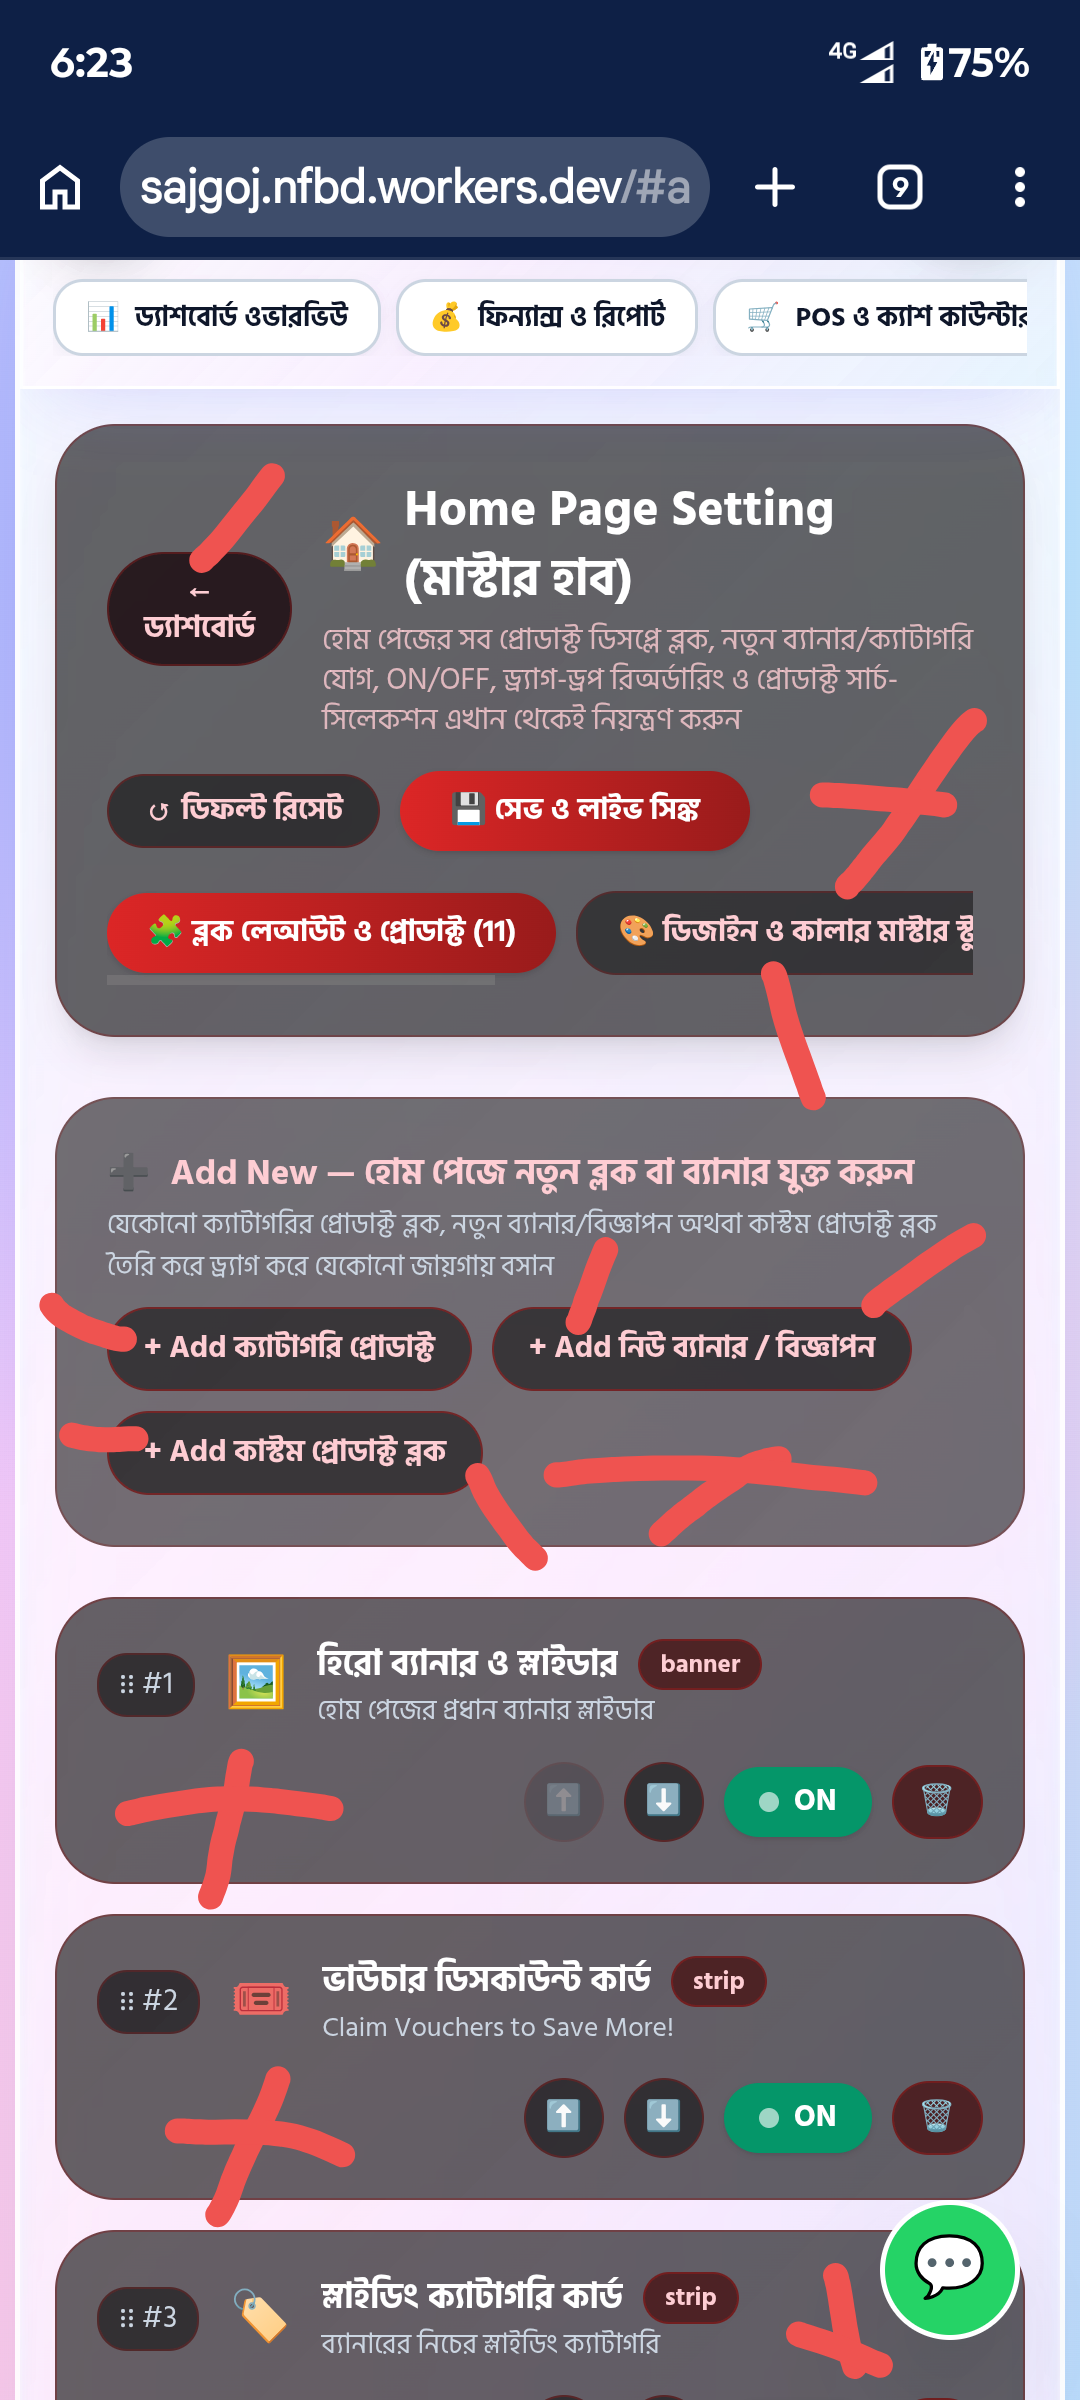 6:23
4G
75%
sajgoj.nfbd.workers.dev/#a
9
ড্যাশবোর্ড ওভারভিউ
ফিন্যান্স ও রিপোর্ট
POS ও ক্যাশ কাউন্টার
← ড্যাশবোর্ড
Home Page Setting
(মাস্টার হাব)
হোম পেজের সব প্রোডাক্ট ডিসপ্লে ব্লক, নতুন ব্যানার/ক্যাটাগরি
যোগ, ON/OFF, ড্র্যাগ-ড্রপ রিঅর্ডারিং ও প্রোডাক্ট সার্চ-
সিলেকশন এখান থেকেই নিয়ন্ত্রণ করুন
↺ ডিফল্ট রিসেট
সেভ ও লাইভ সিঙ্ক
ব্লক লেআউট ও প্রোডাক্ট (11)
ডিজাইন ও কালার মাস্টার
Add New — হোম পেজে নতুন ব্লক বা ব্যানার যুক্ত করুন
যেকোনো ক্যাটাগরির প্রোডাক্ট ব্লক, নতুন ব্যানার/বিজ্ঞাপন অথবা কাস্টম প্রোডাক্ট ব্লক
তৈরি করে ড্র্যাগ করে যেকোনো জায়গায় বসান
+ Add ক্যাটাগরি প্রোডাক্ট
+ Add নিউ ব্যানার / বিজ্ঞাপন
+ Add কাস্টম প্রোডাক্ট ব্লক
#1
হিরো ব্যানার ও স্লাইডার
banner
হোম পেজের প্রধান ব্যানার স্লাইডার
ON
#2
ভাউচার ডিসকাউন্ট কার্ড
strip
Claim Vouchers to Save More!
ON
#3
স্লাইডিং ক্যাটাগরি কার্ড
strip
ব্যানারের নিচের স্লাইডিং ক্যাটাগরি